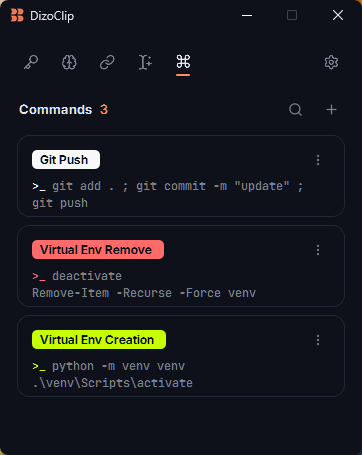 DizoClip
Commands 3
Git Push
>_ git add . ; git commit -m "update" ;
git push
Virtual Env Remove
>_ deactivate
Remove-Item -Recurse -Force venv
Virtual Env Creation
>_ python -m venv venv
.\venv\Scripts\activate